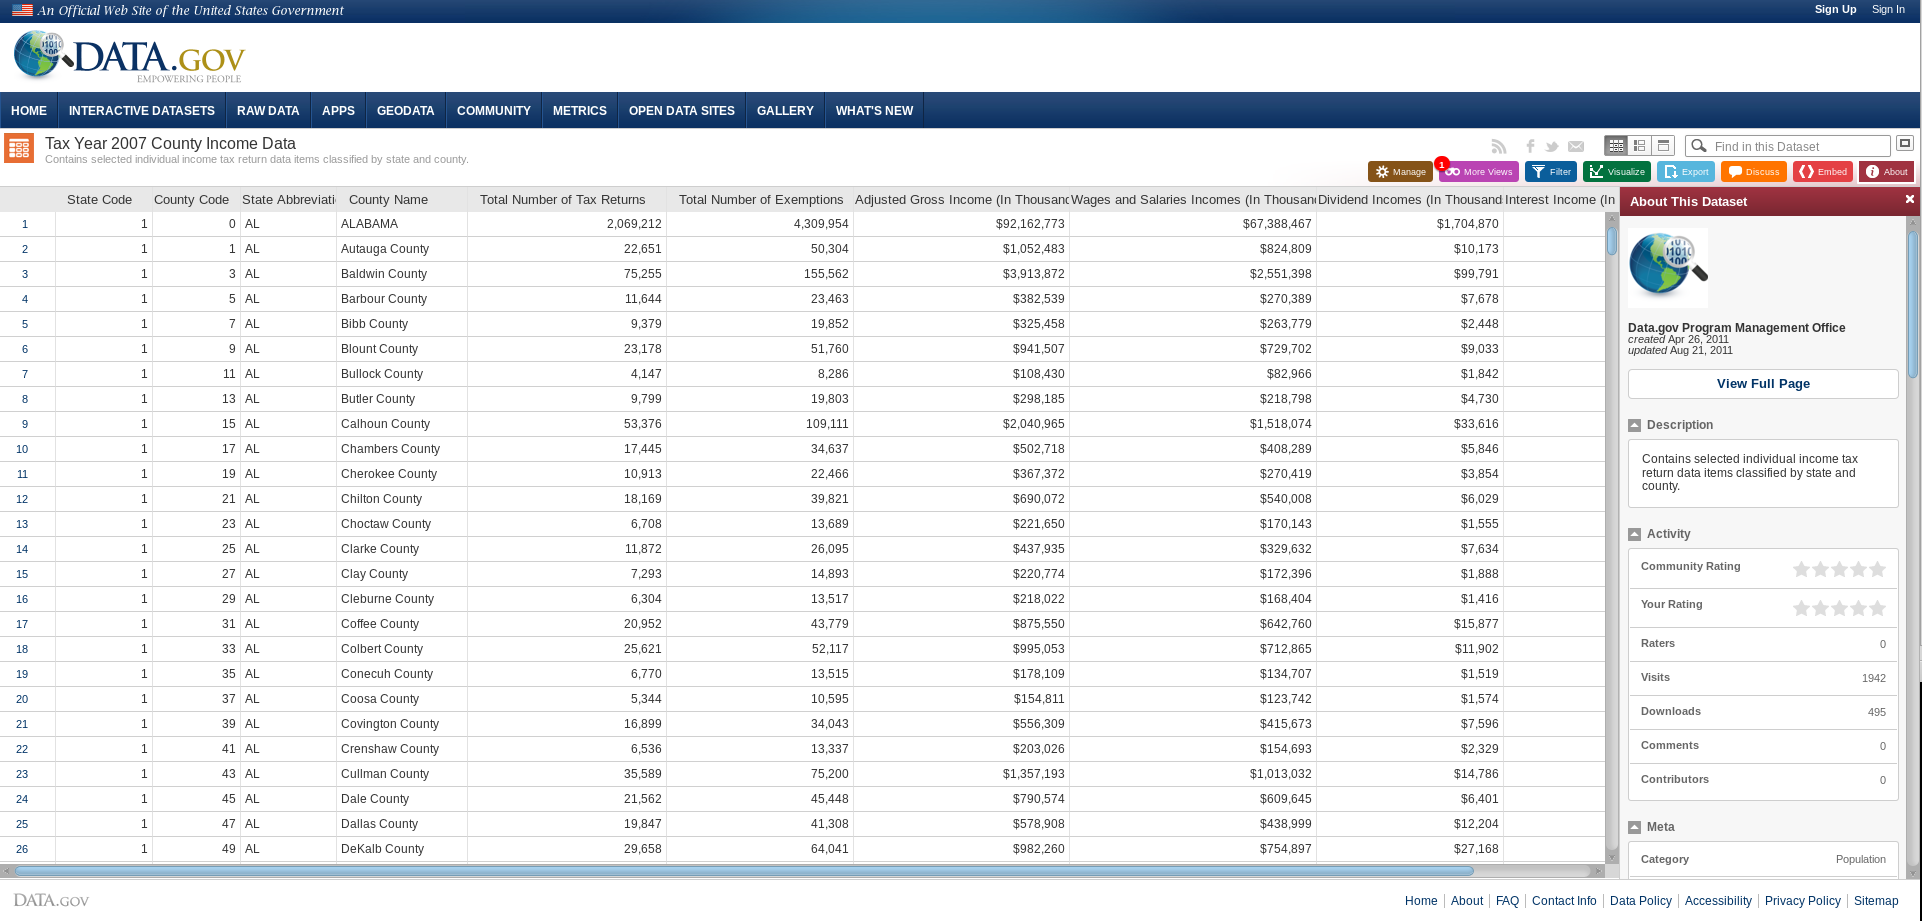 An Official Web Site of the United States Government
Sign Up Sign In
DATA.GOV
EMPOWERING PEOPLE
HOME INTERACTIVE DATASETS RAW DATA APPS GEODATA COMMUNITY METRICS OPEN DATA SITES GALLERY WHAT'S NEW
Tax Year 2007 County Income Data
Contains selected individual income tax return data items classified by state and county.
Find in this Dataset
Manage 1 More Views Filter Visualize Export Discuss Embed About
State Code County Code State Abbreviati County Name Total Number of Tax Returns Total Number of Exemptions Adjusted Gross Income (In Thousand Wages and Salaries Incomes (In Thousan Dividend Incomes (In Thousand Interest Income (In
1 1 0 AL ALABAMA 2,069,212 4,309,954 $92,162,773 $67,388,467 $1,704,870
2 1 1 AL Autauga County 22,651 50,304 $1,052,483 $824,809 $10,173
3 1 3 AL Baldwin County 75,255 155,562 $3,913,872 $2,551,398 $99,791
4 1 5 AL Barbour County 11,644 23,463 $382,539 $270,389 $7,678
5 1 7 AL Bibb County 9,379 19,852 $325,458 $263,779 $2,448
6 1 9 AL Blount County 23,178 51,760 $941,507 $729,702 $9,033
7 1 11 AL Bullock County 4,147 8,286 $108,430 $82,966 $1,842
8 1 13 AL Butler County 9,799 19,803 $298,185 $218,798 $4,730
9 1 15 AL Calhoun County 53,376 109,111 $2,040,965 $1,518,074 $33,616
10 1 17 AL Chambers County 17,445 34,637 $502,718 $408,289 $5,846
11 1 19 AL Cherokee County 10,913 22,466 $367,372 $270,419 $3,854
12 1 21 AL Chilton County 18,169 39,821 $690,072 $540,008 $6,029
13 1 23 AL Choctaw County 6,708 13,689 $221,650 $170,143 $1,555
14 1 25 AL Clarke County 11,872 26,095 $437,935 $329,632 $7,634
15 1 27 AL Clay County 7,293 14,893 $220,774 $172,396 $1,888
16 1 29 AL Cleburne County 6,304 13,517 $218,022 $168,404 $1,416
17 1 31 AL Coffee County 20,952 43,779 $875,550 $642,760 $15,877
18 1 33 AL Colbert County 25,621 52,117 $995,053 $712,865 $11,902
19 1 35 AL Conecuh County 6,770 13,515 $178,109 $134,707 $1,519
20 1 37 AL Coosa County 5,344 10,595 $154,811 $123,742 $1,574
21 1 39 AL Covington County 16,899 34,043 $556,309 $415,673 $7,596
22 1 41 AL Crenshaw County 6,536 13,337 $203,026 $154,693 $2,329
23 1 43 AL Cullman County 35,589 75,200 $1,357,193 $1,013,032 $14,786
24 1 45 AL Dale County 21,562 45,448 $790,574 $609,645 $6,401
25 1 47 AL Dallas County 19,847 41,308 $578,908 $438,999 $12,204
26 1 49 AL DeKalb County 29,658 64,041 $982,260 $754,897 $27,168
About This Dataset
Data.gov Program Management Office
created Apr 26, 2011
updated Aug 21, 2011
View Full Page
Description
Contains selected individual income tax
return data items classified by state and
county.
Activity
Community Rating
Your Rating
Raters 0
Visits 1942
Downloads 495
Comments 0
Contributors 0
Meta
Category Population
DATA.GOV
Home About FAQ Contact Info Data Policy Accessibility Privacy Policy Sitemap